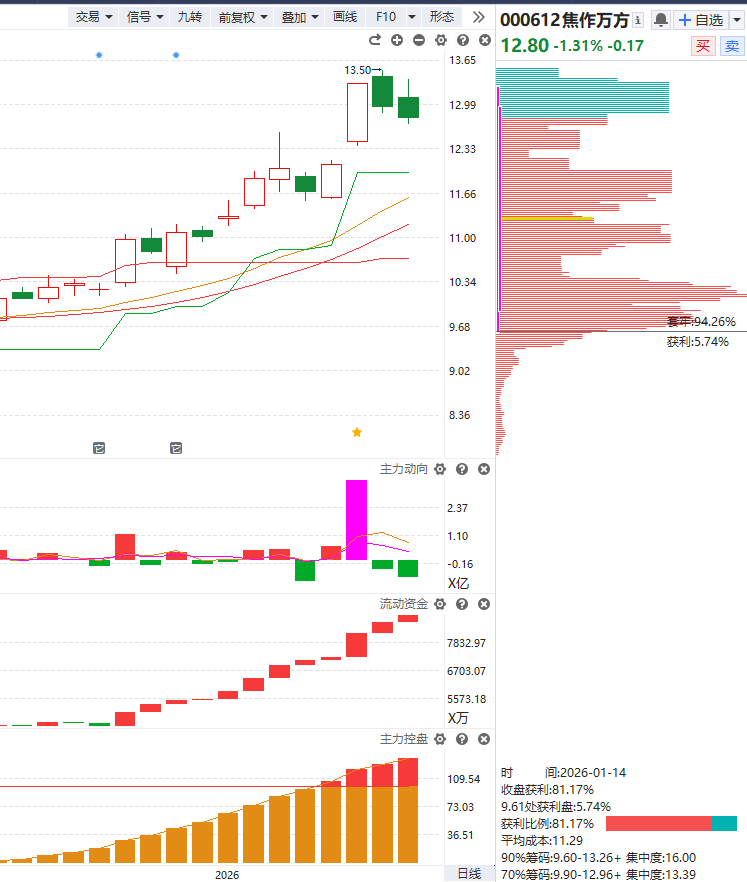 交易 信号 九转 前复权 叠加 画线 F10 形态
000612焦作万方
自选
12.80 -1.31% -0.17
买 卖
13.65
13.50
12.99
12.33
11.66
11.00
10.34
9.68
9.02
8.36
套牢:94.26%
获利:5.74%
主力动向
2.37
1.10
-0.16
X亿
流动资金
7832.97
6703.07
5573.18
X万
主力控盘
109.54
73.03
36.51
2026
日线
时 间:2026-01-14
收盘获利:81.17%
9.61处获利盘:5.74%
获利比例:81.17%
平均成本:11.29
90%筹码:9.60-13.26+ 集中度:16.00
70%筹码:9.90-12.96+ 集中度:13.39